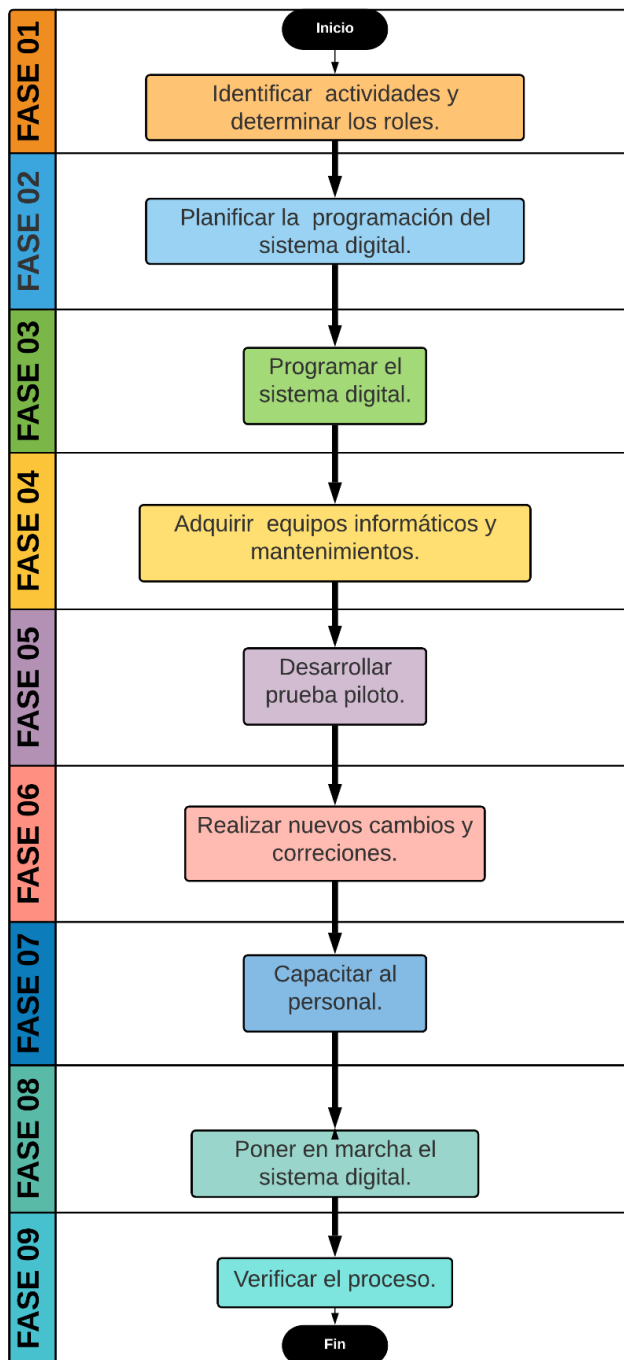 Inicio
FASE 01
Identificar actividades y
determinar los roles.
FASE 02
Planificar la programación del
sistema digital.
FASE 03
Programar el
sistema digital.
FASE 04
Adquirir equipos informáticos y
mantenimientos.
FASE 05
Desarrollar
prueba piloto.
FASE 06
Realizar nuevos cambios y
correciones.
FASE 07
Capacitar al
personal.
FASE 08
Poner en marcha el
sistema digital.
FASE 09
Verificar el proceso.
Fin